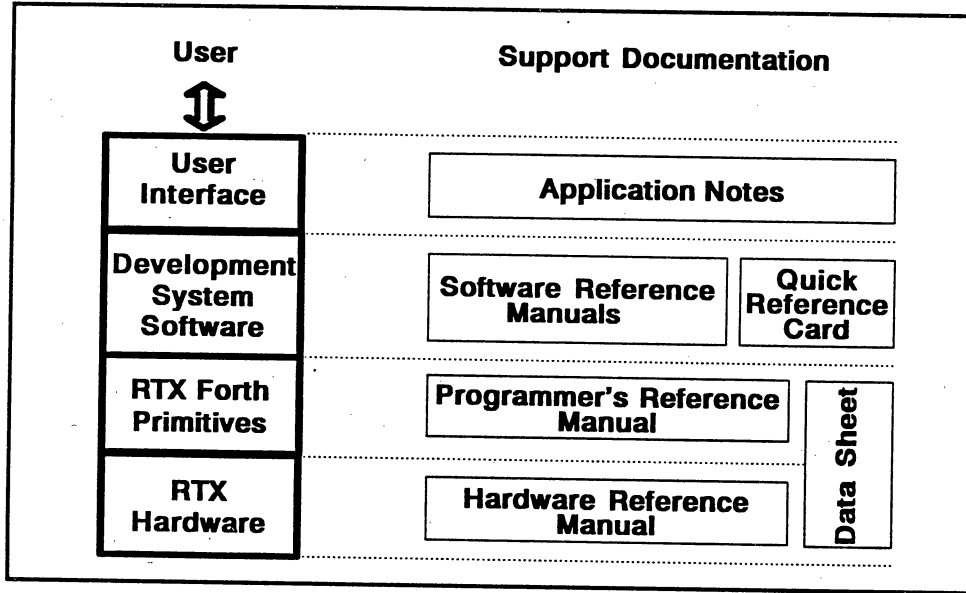 User
Support Documentation
User
Interface
Application Notes
Development
System
Software
Software Reference
Manuals
Quick
Reference
Card
RTX Forth
Primitives
Programmer's Reference
Manual
Data Sheet
RTX
Hardware
Hardware Reference
Manual